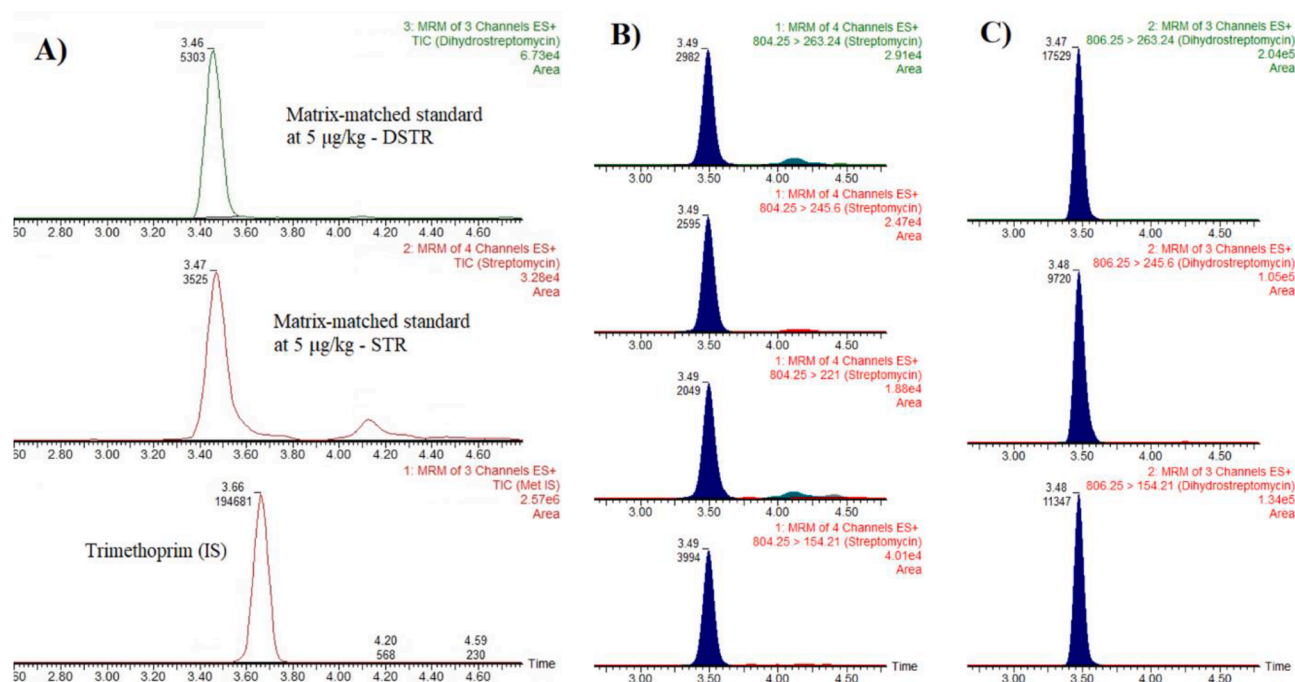 A)
3: MRM of 3 Channels ES+
TIC (Dihydrostreptomycin)
6.73e4
Area
3.46
5303
Matrix-matched standard
at 5 µg/kg - DSTR
60 2.80 3.00 3.20 3.40 3.60 3.80 4.00 4.20 4.40 4.60
2: MRM of 4 Channels ES+
TIC (Streptomycin)
3.28e4
Area
3.47
3525
Matrix-matched standard
at 5 µg/kg - STR
60 2.80 3.00 3.20 3.40 3.60 3.80 4.00 4.20 4.40 4.60
1: MRM of 3 Channels ES+
TIC (Met IS)
2.57e6
Area
3.66
194681
Trimethoprim (IS)
4.20
568
4.59
230
Time
60 2.80 3.00 3.20 3.40 3.60 3.80 4.00 4.20 4.40 4.60
B)
1: MRM of 4 Channels ES+
804.25 > 263.24 (Streptomycin)
2.91e4
Area
3.49
2982
3.00 3.50 4.00 4.50
1: MRM of 4 Channels ES+
804.25 > 245.6 (Streptomycin)
2.47e4
Area
3.49
2595
3.00 3.50 4.00 4.50
1: MRM of 4 Channels ES+
804.25 > 221 (Streptomycin)
1.88e4
Area
3.49
2049
3.00 3.50 4.00 4.50
1: MRM of 4 Channels ES+
804.25 > 154.21 (Streptomycin)
4.01e4
Area
3.49
3994
Time
3.00 3.50 4.00 4.50
C)
2: MRM of 3 Channels ES+
806.25 > 263.24 (Dihydrostreptomycin)
2.04e5
Area
3.47
17529
3.00 3.50 4.00 4.50
2: MRM of 3 Channels ES+
806.25 > 245.6 (Dihydrostreptomycin)
1.05e5
Area
3.48
9720
3.00 3.50 4.00 4.50
2: MRM of 3 Channels ES+
806.25 > 154.21 (Dihydrostreptomycin)
1.34e5
Area
3.48
11347
Time
3.00 3.50 4.00 4.50